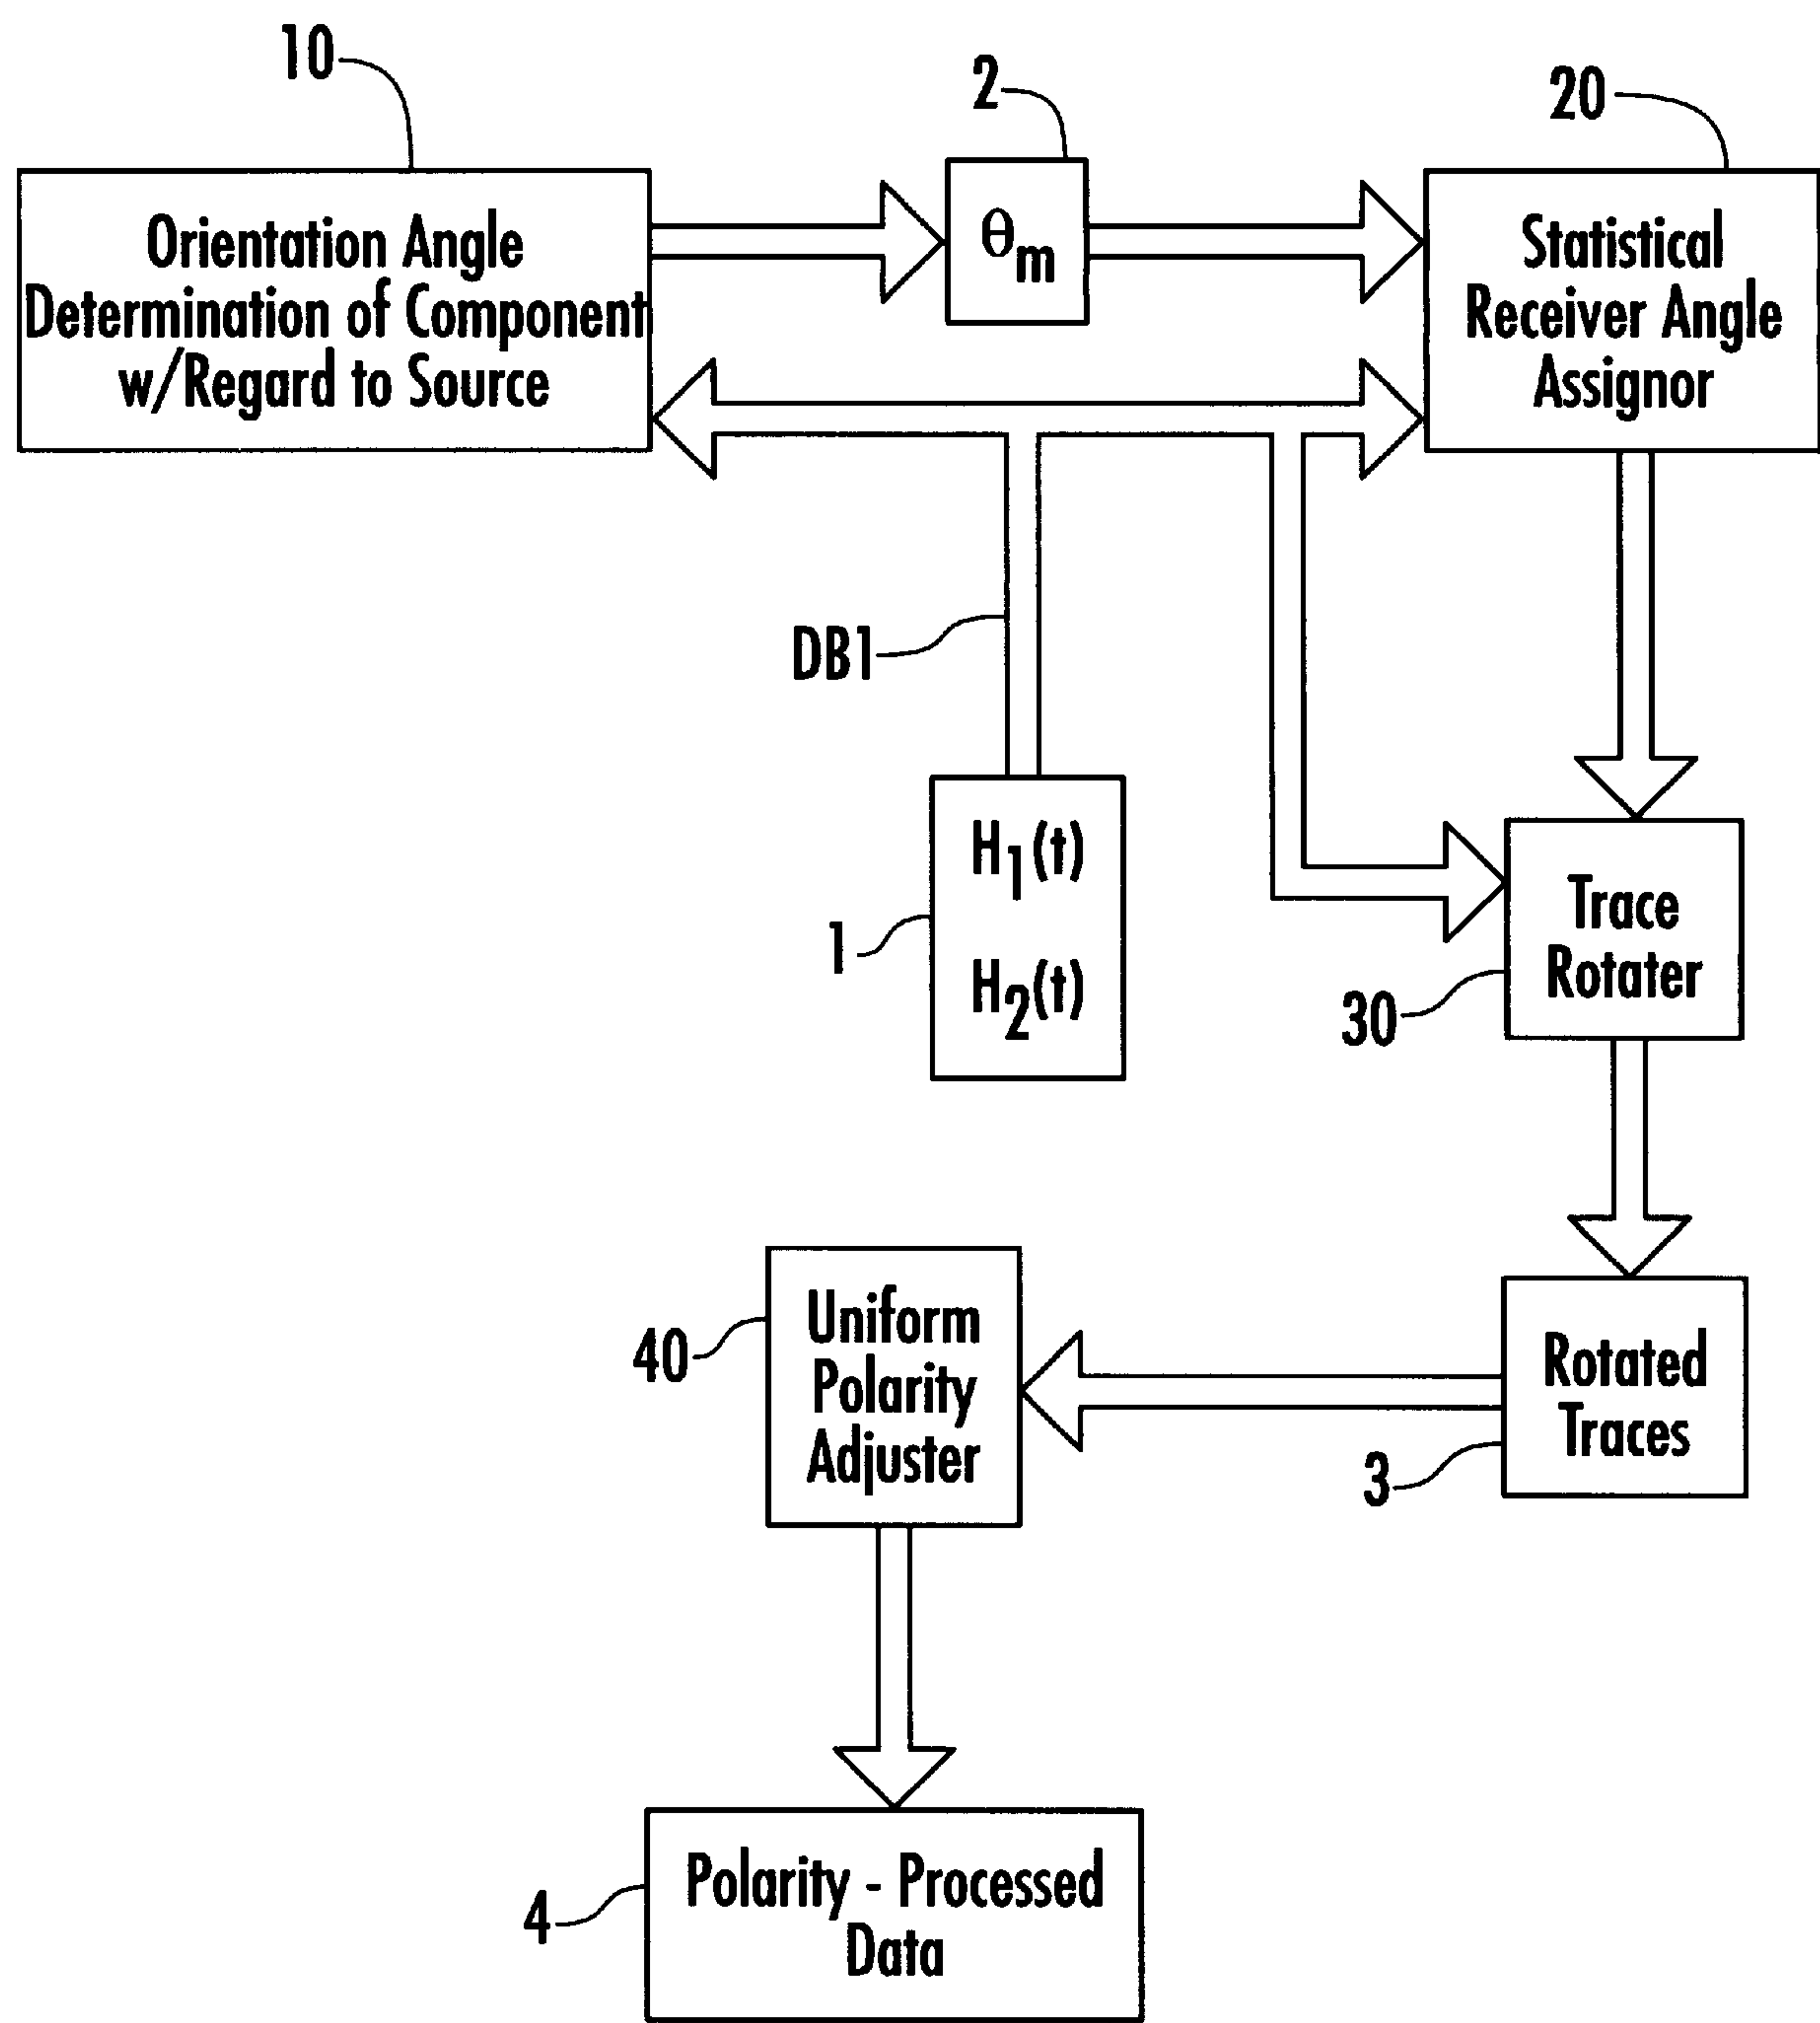 10
2
20
Orientation Angle
Determination of Component
w/Regard to Source
θm
Statistical
Receiver Angle
Assignor
DB1
H1(t)
H2(t)
1
Trace
Rotater
30
Uniform
Polarity
Adjuster
40
Rotated
Traces
3
Polarity - Processed
Data
4